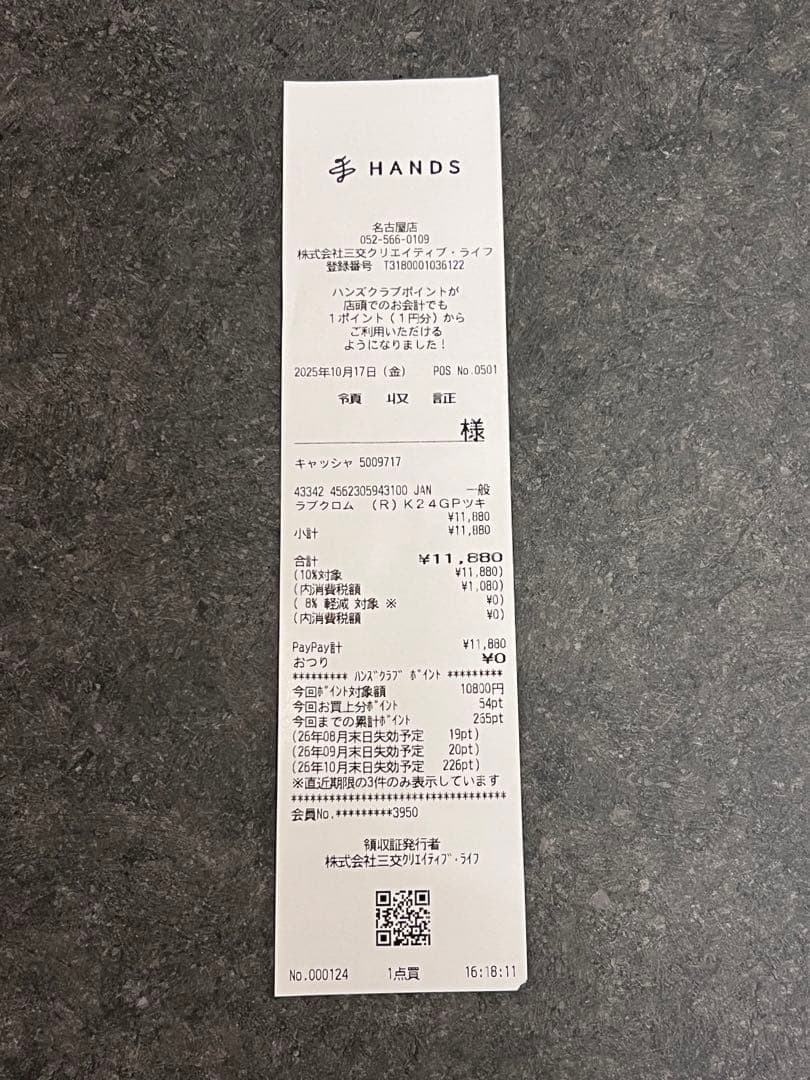 HANDS
名古屋店
052-566-0109
株式会社三交クリエイティブ・ライフ
登録番号 T3180001036122
ハンズクラブポイントが
店頭でのお会計でも
1ポイント(1円分)から
ご利用いただける
ようになりました!
2025年10月17日(金) POS No.0501
領 収 証
様
キャッシャ 5009717
43342 4562305943100 JAN 一般
ラブクロム (R)K24GPツキ
¥11,880
小計 ¥11,880
合計 ¥11,880
(10%対象 ¥11,880)
(内消費税額 ¥1,080)
( 8% 軽減 対象 ※ ¥0)
(内消費税額 ¥0)
PayPay計 ¥11,880
おつり ¥0
********* ハンズクラブ ポイント *********
今回ポイント対象額 10800円
今回お買上分ポイント 54pt
今回までの累計ポイント 265pt
(26年08月末日失効予定 19pt)
(26年09月末日失効予定 20pt)
(26年10月末日失効予定 226pt)
※直近期限の3件のみ表示しています
***********************************
会員No.*********3950
領収証発行者
株式会社三交クリエイティブ・ライフ
No.000124 1点買 16:18:11